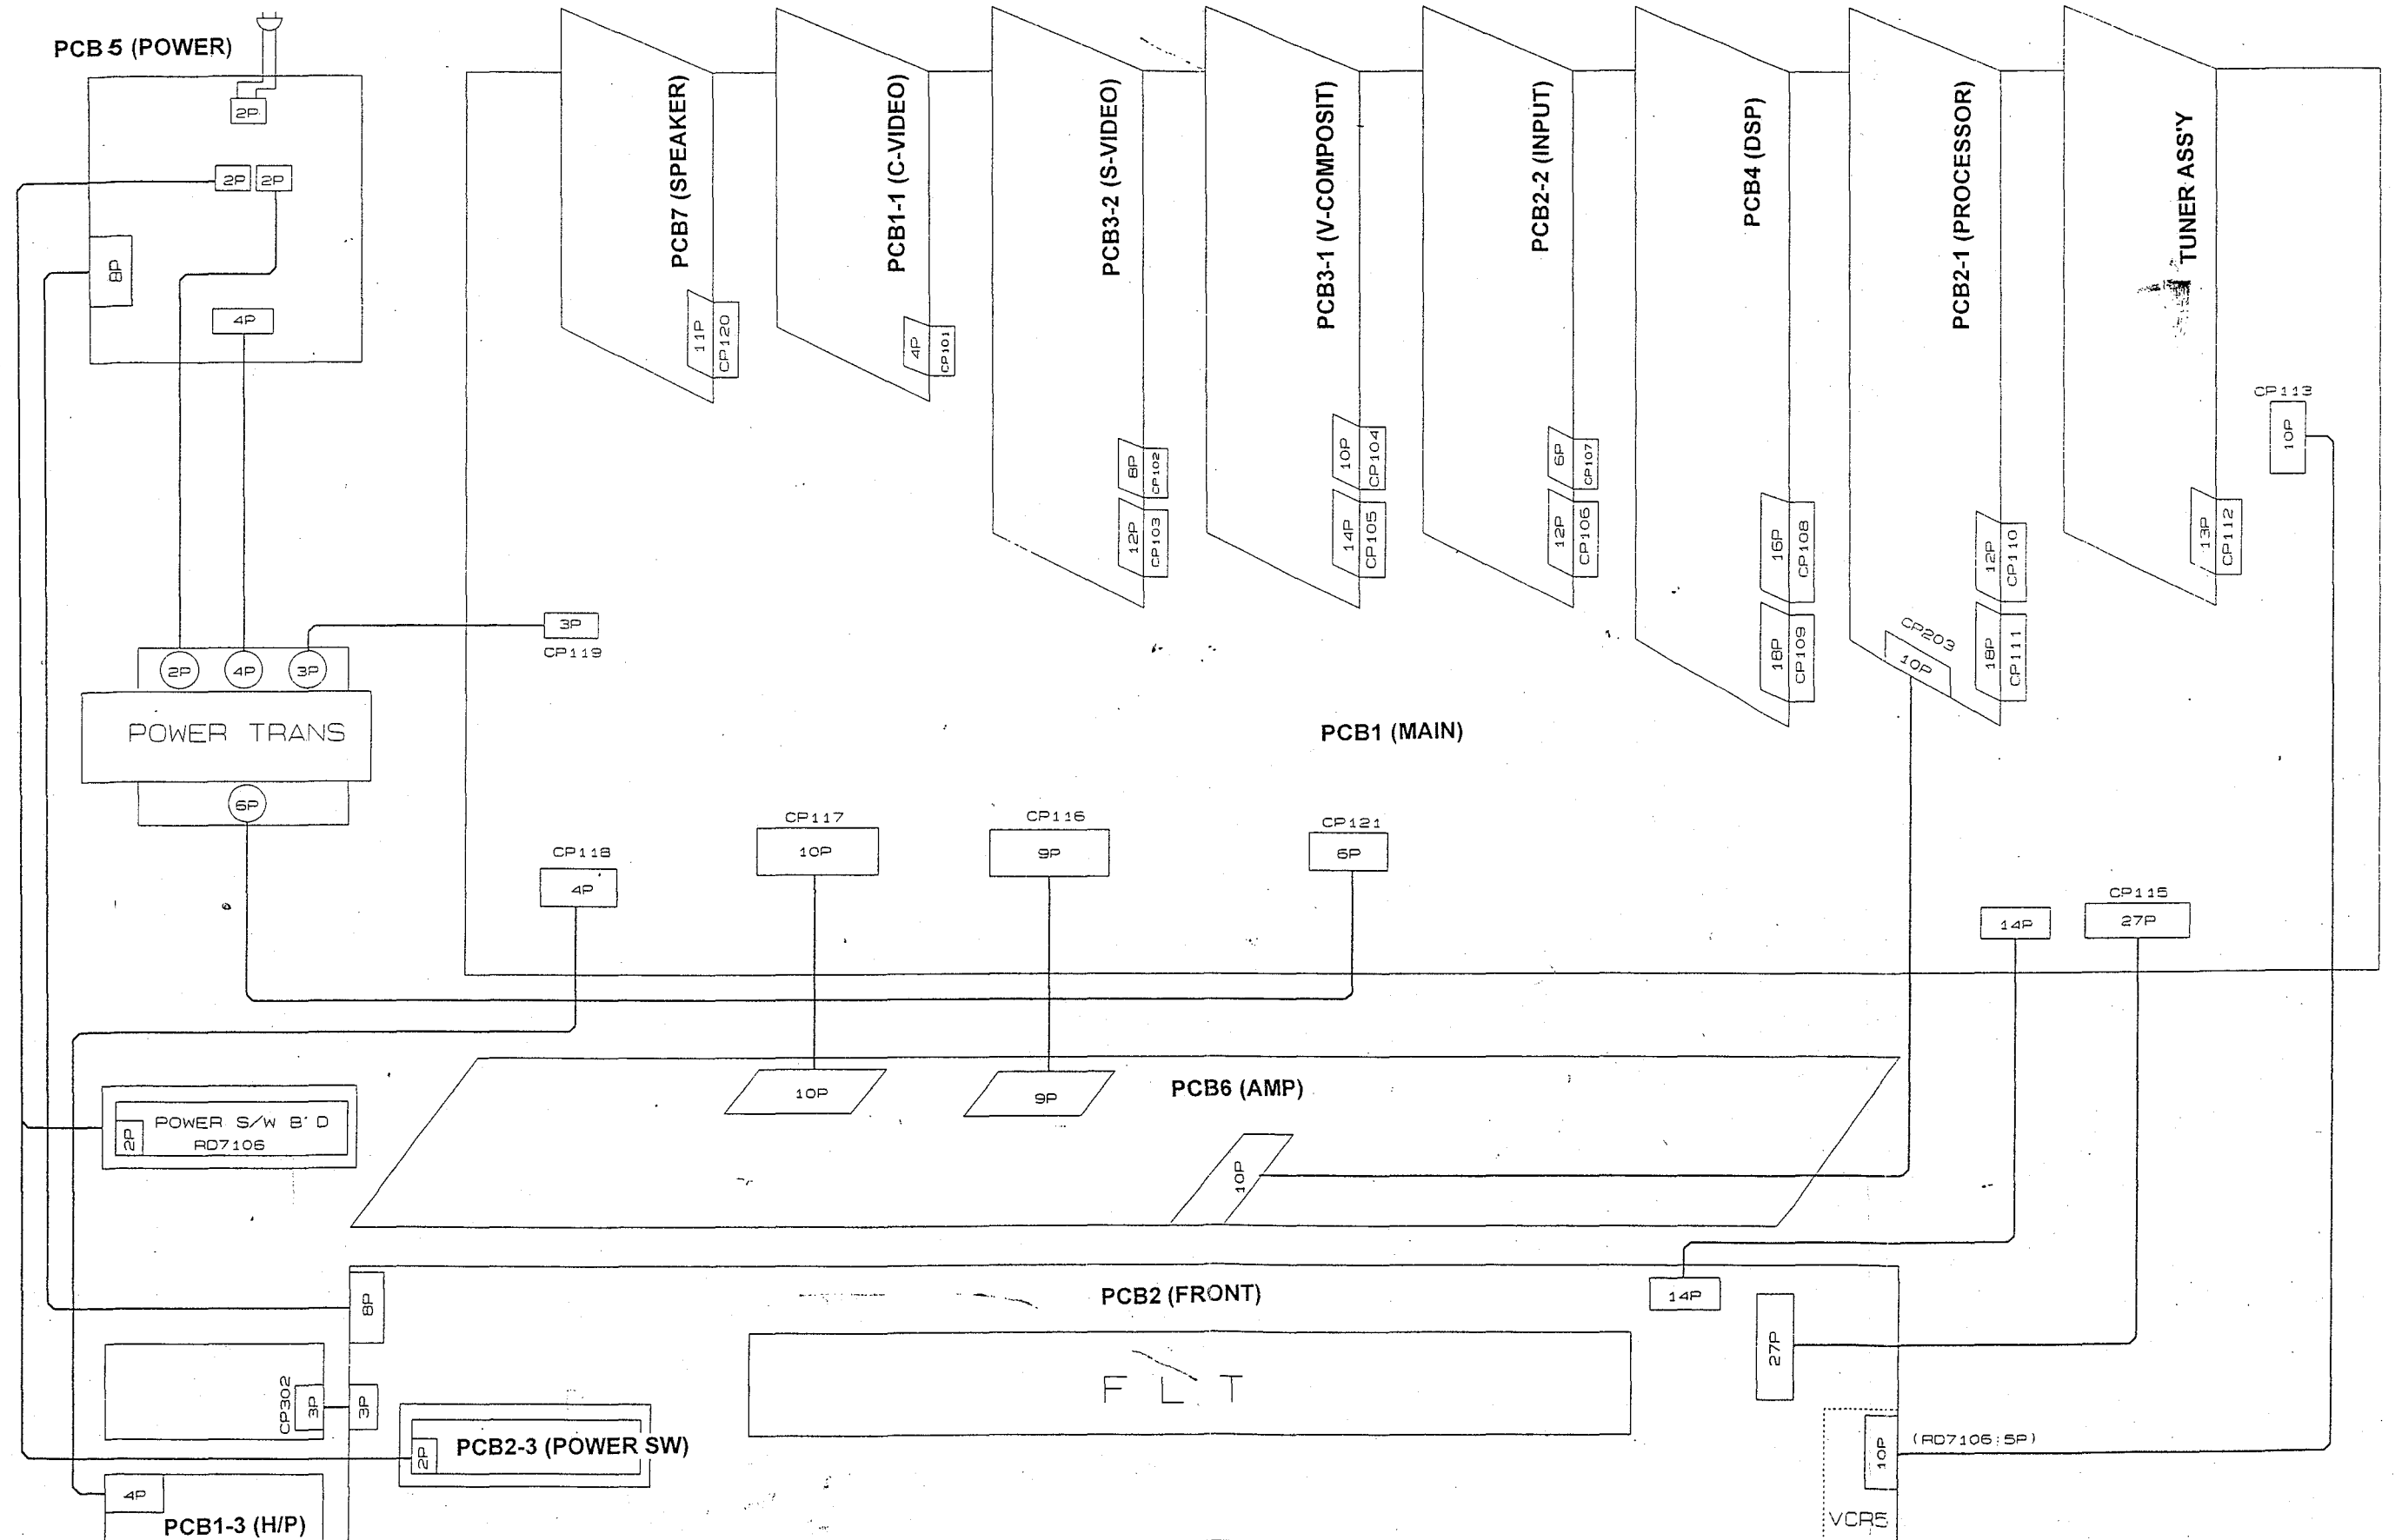 PCB 5 (POWER)
2P
2P
2P
8P
4P
2P
4P
3P
POWER TRANS
6P
PCB7 (SPEAKER)
11P
CP120
PCB1-1 (C-VIDEO)
4P
CP101
PCB3-2 (S-VIDEO)
8P
CP102
12P
CP103
PCB3-1 (V-COMPOSIT)
10P
CP104
14P
CP105
PCB2-2 (INPUT)
6P
CP107
12P
CP106
PCB4 (DSP)
16P
CP108
18P
CP109
PCB2-1 (PROCESSOR)
12P
CP110
18P
CP111
CP203
10P
TUNER ASS'Y
13P
CP112
CP113
10P
3P
CP119
PCB1 (MAIN)
CP118
4P
CP117
10P
CP116
9P
CP121
6P
14P
CP115
27P
POWER S/W B'D
RD7106
2P
PCB6 (AMP)
10P
9P
10P
PCB2 (FRONT)
8P
14P
27P
FLT
CP302
3P
3P
2P
PCB2-3 (POWER SW)
10P
(RD7106:5P)
VCR5
4P
PCB1-3 (H/P)